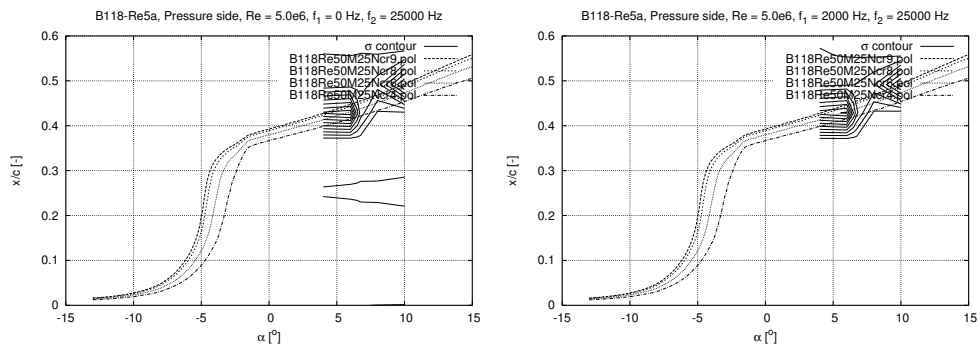 B118-Re5a, Pressure side, Re = 5.0e6, f₁ = 0 Hz, f₂ = 25000 Hz
σ contour
B118Re50M25Ncr9.pol
B118Re50M25Ncr8.pol
B118Re50M25Ncr6.pol
B118Re50M25Ncr4.pol
0.6
0.5
0.4
0.3
0.2
0.1
0
x/c [-]
-15 -10 -5 0 5 10 15
α [°]
B118-Re5a, Pressure side, Re = 5.0e6, f₁ = 2000 Hz, f₂ = 25000 Hz
σ contour
B118Re50M25Ncr9.pol
B118Re50M25Ncr8.pol
B118Re50M25Ncr6.pol
B118Re50M25Ncr4.pol
0.6
0.5
0.4
0.3
0.2
0.1
0
x/c [-]
-15 -10 -5 0 5 10 15
α [°]